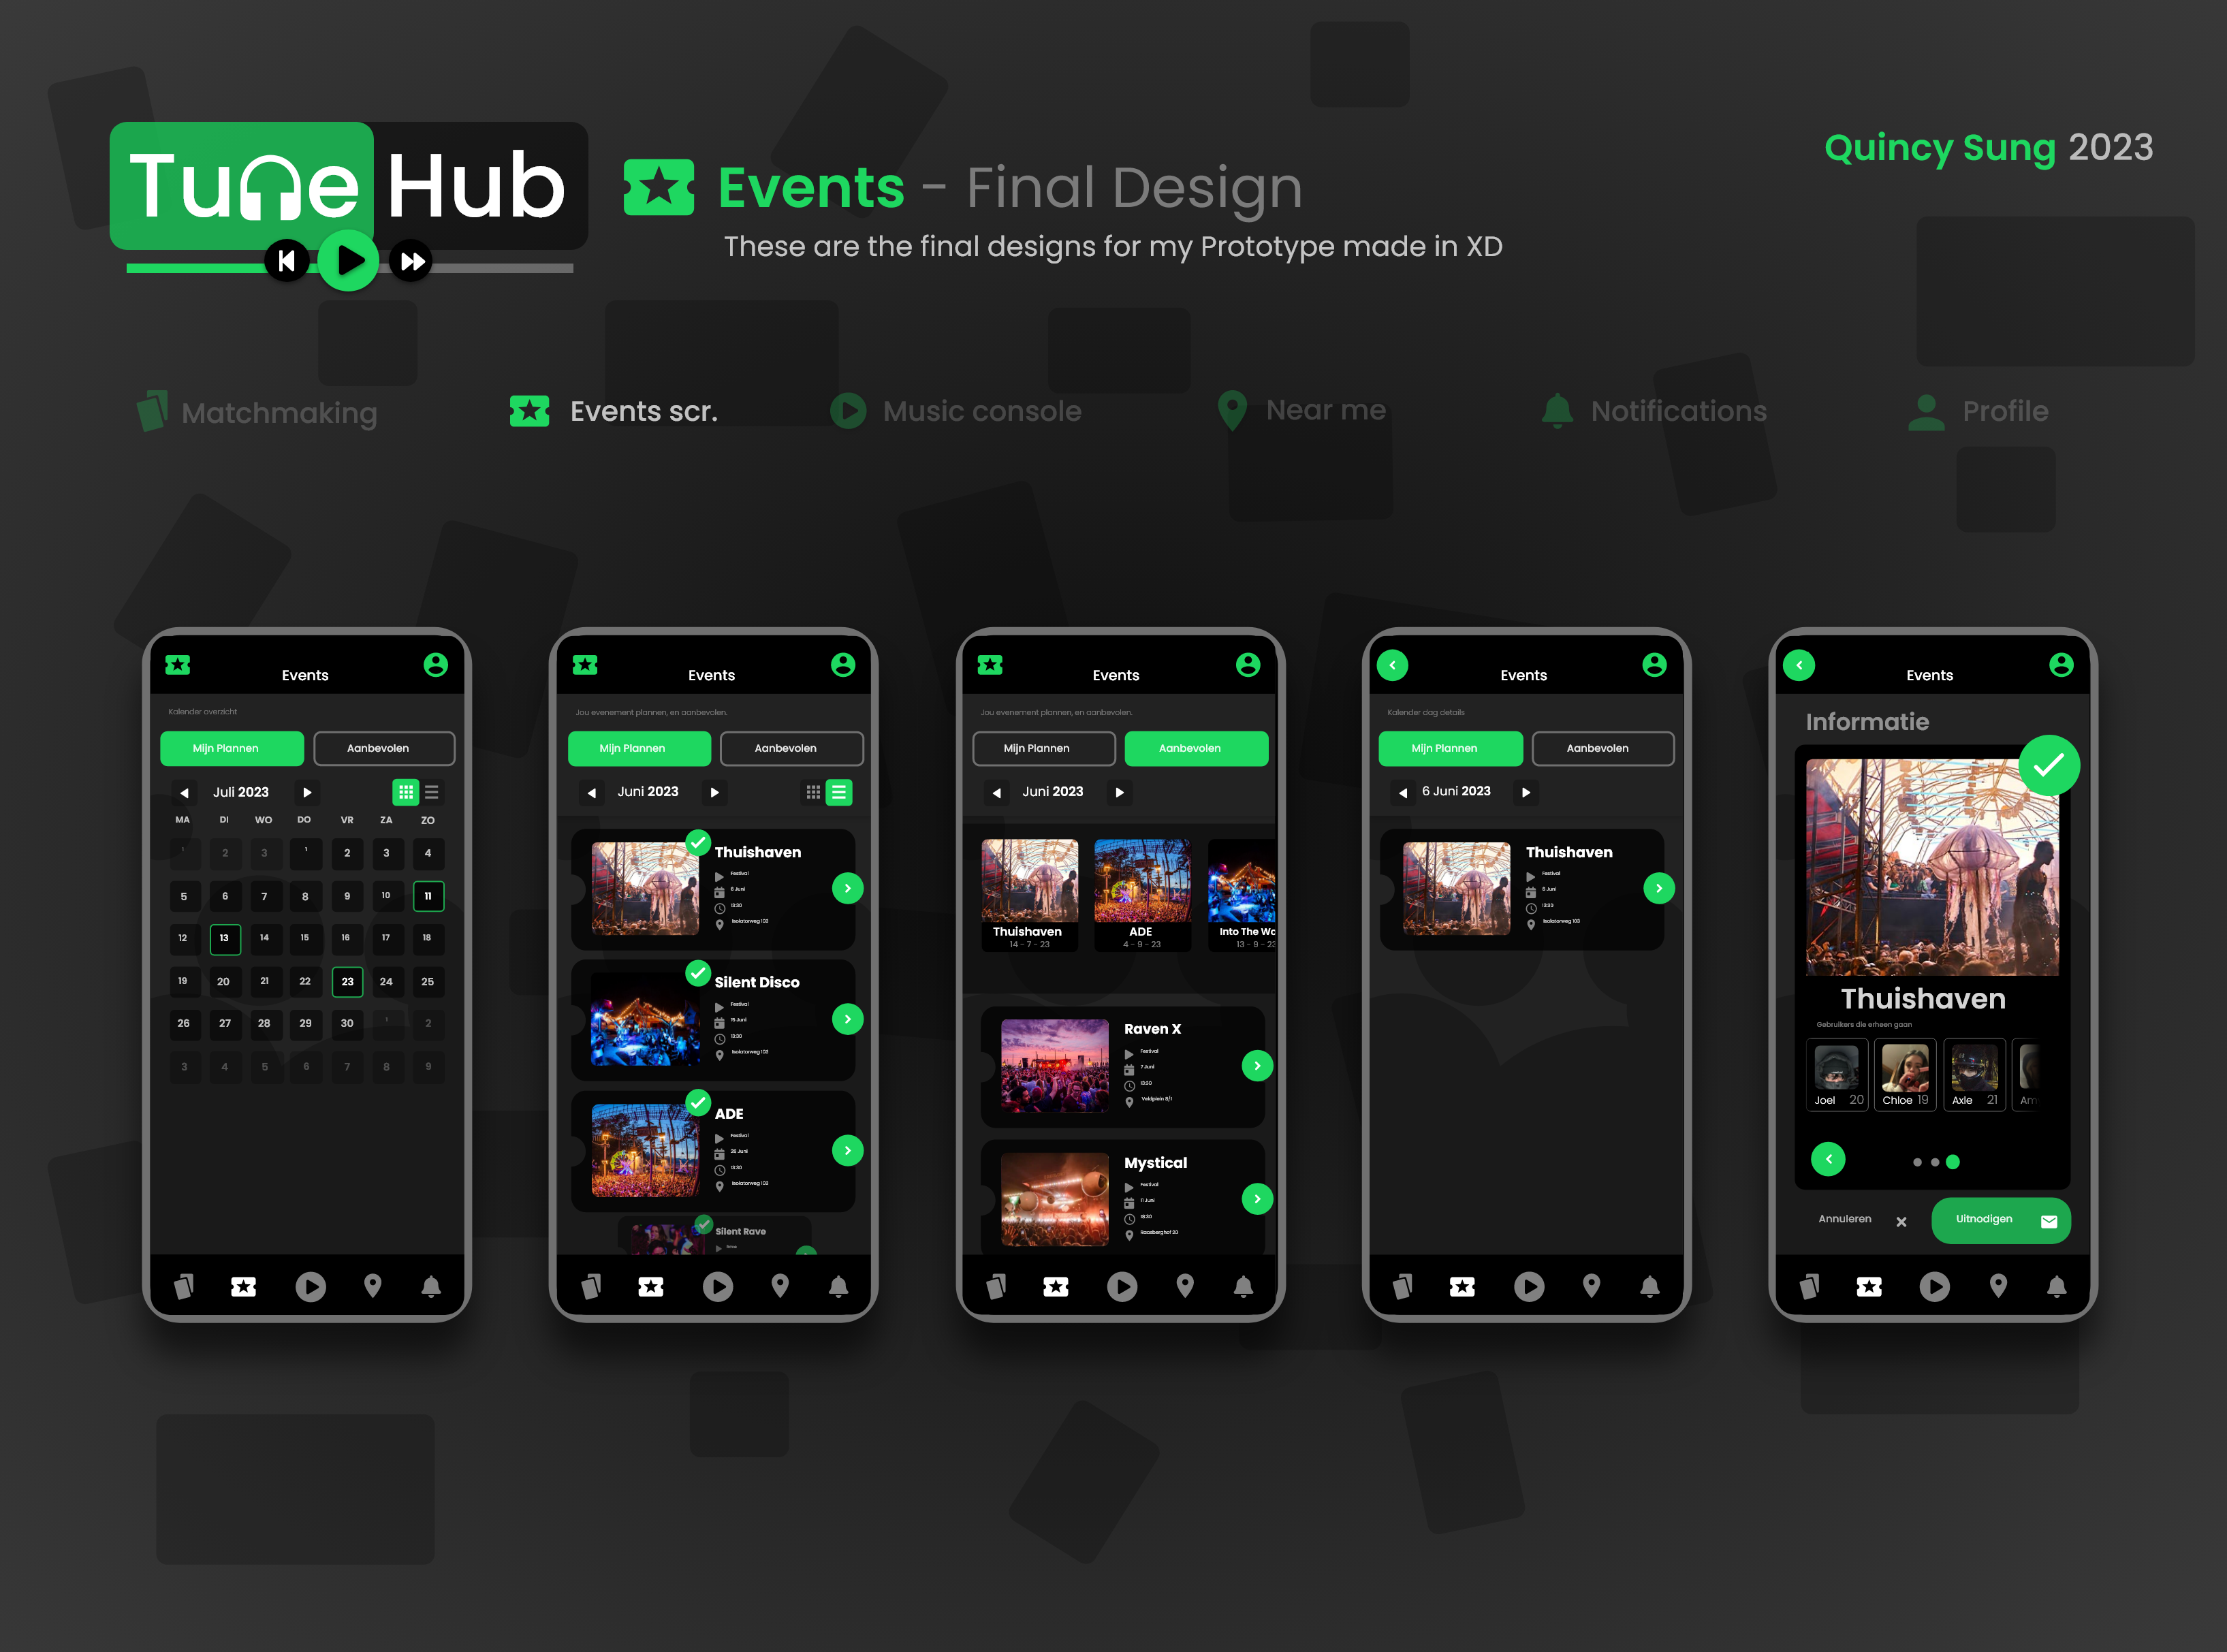 TuneHub
Events - Final Design
These are the final designs for my Prototype made in XD
Quincy Sung 2023
Matchmaking
Events scr.
Music console
Near me
Notifications
Profile
Events
Kalender overzicht
Mijn Plannen
Aanbevolen
Juli 2023
MA DI WO DO VR ZA ZO
1 2 3 1 2 3 4
5 6 7 8 9 10 11
12 13 14 15 16 17 18
19 20 21 22 23 24 25
26 27 28 29 30 1 2
3 4 5 6 7 8 9
Events
Jou evenement plannen, en aanbevolen.
Mijn Plannen
Aanbevolen
Juni 2023
Thuishaven
Festival
6 Juni
13:30
Isolatorweg 103
Silent Disco
Festival
15 Juni
13:30
Isolatorweg 103
ADE
Festival
26 Juni
13:30
Isolatorweg 103
Silent Rave
Events
Jou evenement plannen, en aanbevolen.
Mijn Plannen
Aanbevolen
Juni 2023
Thuishaven
14 - 7 - 23
ADE
4 - 9 - 23
Into The Wo
13 - 9 - 23
Raven X
Festival
7 Juni
13:30
Veldplein 8/1
Mystical
Festival
11 Juni
18:30
Events
Kalender dag details
Mijn Plannen
Aanbevolen
6 Juni 2023
Thuishaven
Festival
6 Juni
13:30
Isolatorweg 103
Events
Informatie
Thuishaven
Gebruikers die erheen gaan
Joel 20
Chloe 19
Axle 21
Am
Annuleren
Uitnodigen